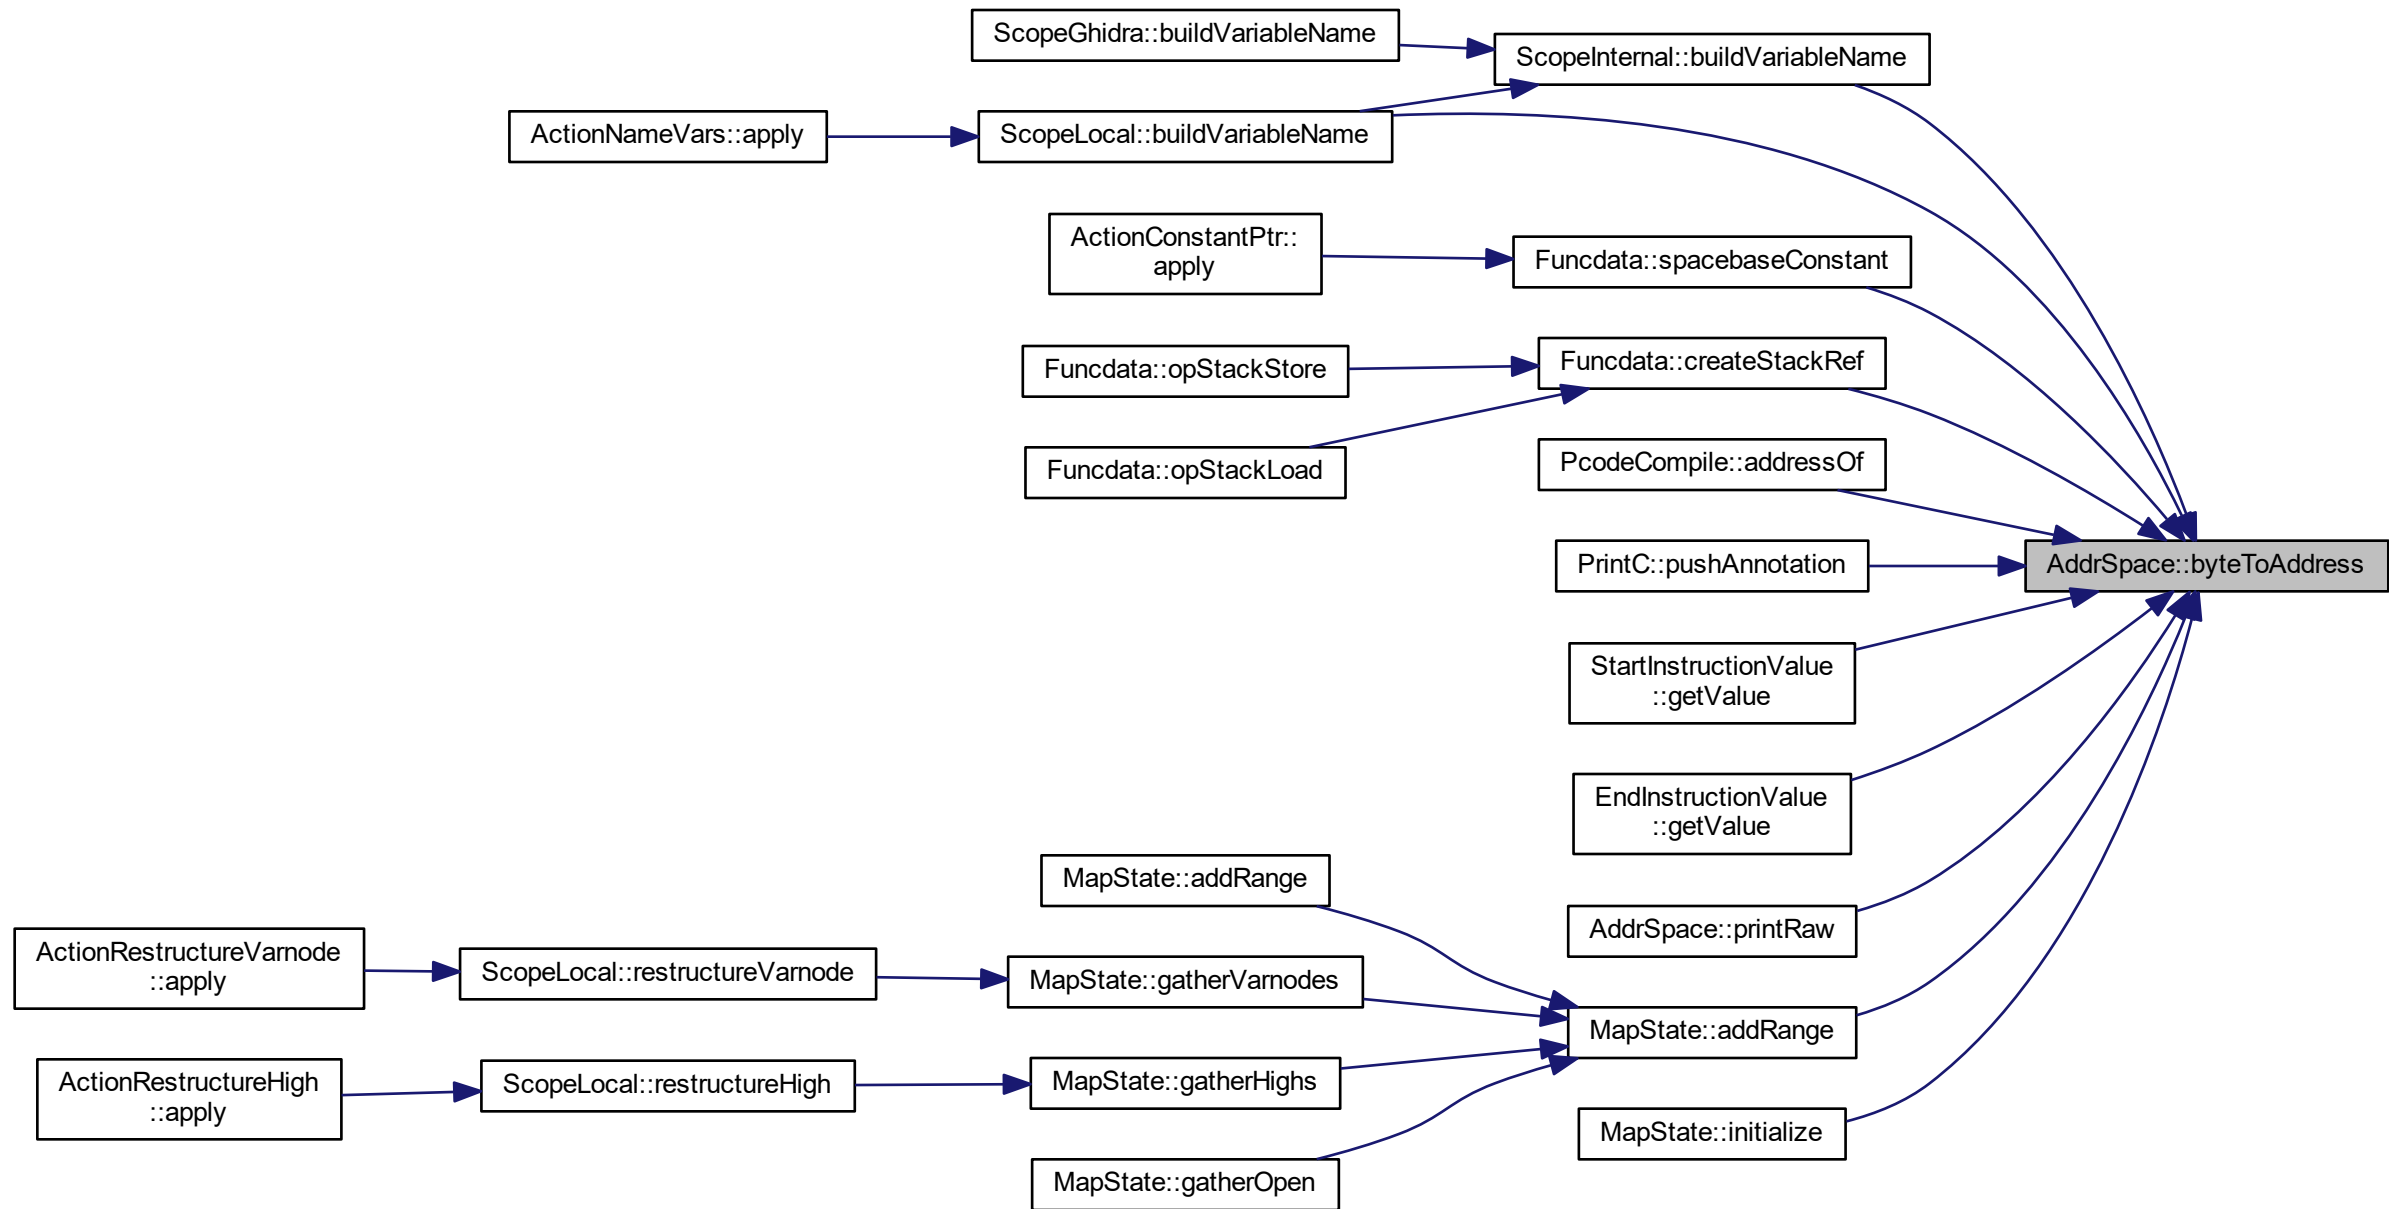 ScopeGhidra::buildVariableName
ScopeInternal::buildVariableName
ActionNameVars::apply
ScopeLocal::buildVariableName
ActionConstantPtr::
apply
Funcdata::spacebaseConstant
Funcdata::opStackStore
Funcdata::createStackRef
Funcdata::opStackLoad
PcodeCompile::addressOf
PrintC::pushAnnotation
AddrSpace::byteToAddress
StartInstructionValue
::getValue
EndInstructionValue
::getValue
MapState::addRange
AddrSpace::printRaw
ActionRestructureVarnode
::apply
ScopeLocal::restructureVarnode
MapState::gatherVarnodes
MapState::addRange
ActionRestructureHigh
::apply
ScopeLocal::restructureHigh
MapState::gatherHighs
MapState::initialize
MapState::gatherOpen